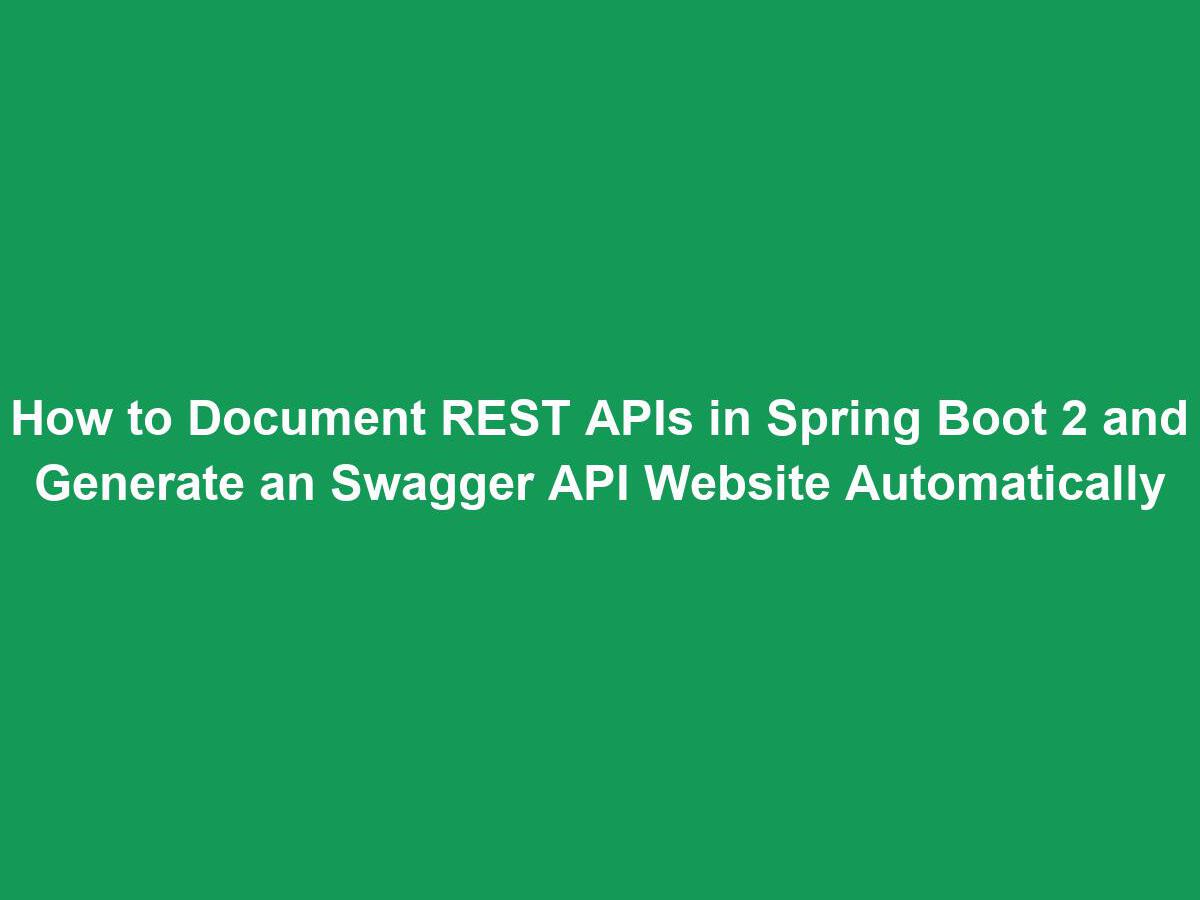 How to Document REST APIs in Spring Boot 2 and
Generate an Swagger API Website Automatically